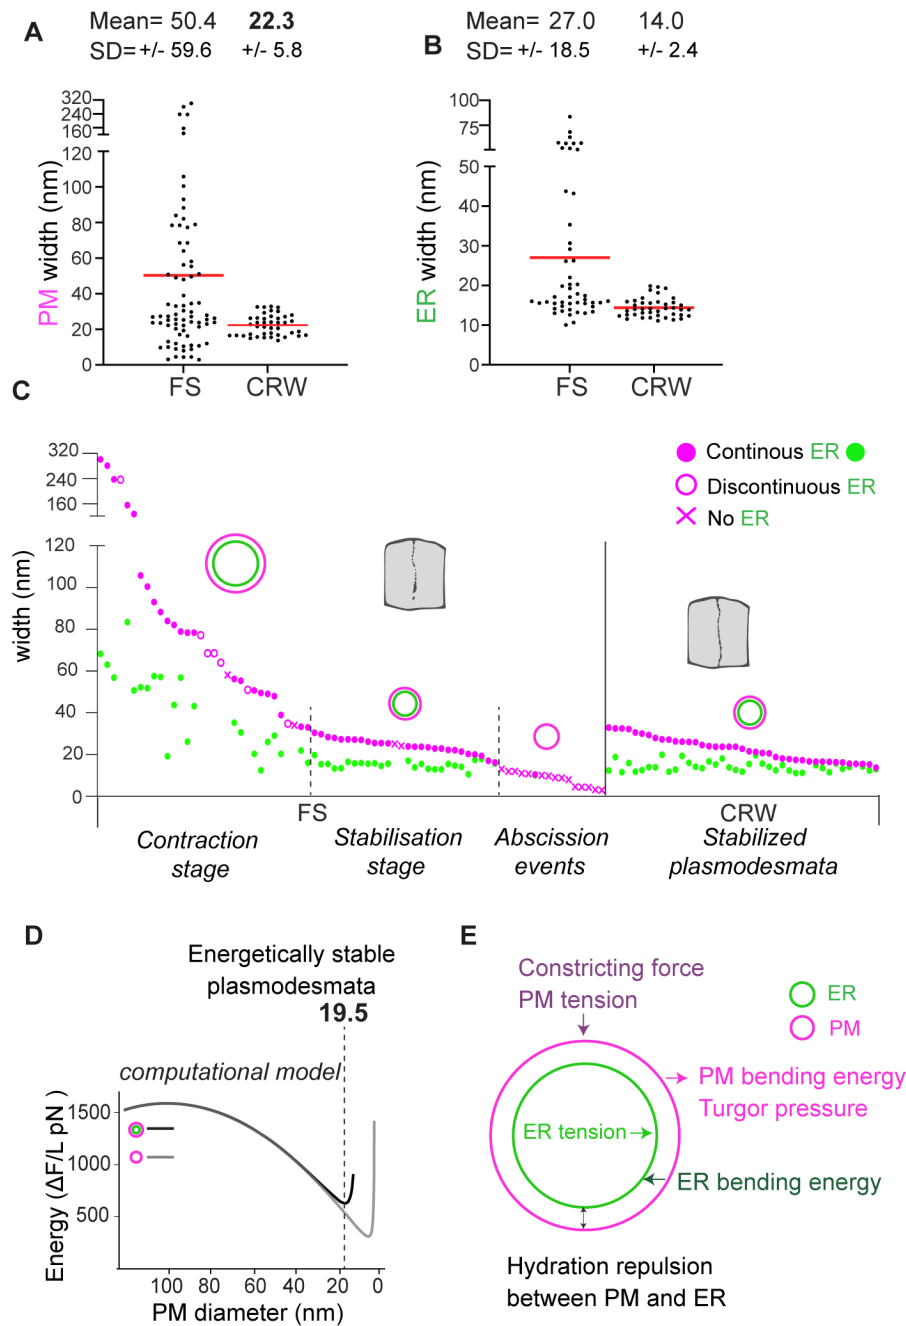 A
Mean= 50.4 22.3
SD= +/- 59.6 +/- 5.8
320
240
160
120
100
80
60
40
20
0
PM width (nm)
FS CRW
B
Mean= 27.0 14.0
SD= +/- 18.5 +/- 2.4
100
75
50
30
20
10
0
ER width (nm)
FS CRW
C
320
240
160
120
100
80
60
40
20
0
width (nm)
Continous ER
Discontinuous ER
No ER
FS CRW
Contraction
stage
Stabilisation
stage
Abscission
events
Stabilized
plasmodesmata
D
Energetically stable
plasmodesmata
19.5
computational model
1500
1000
500
Energy (ΔF/L pN )
100 80 60 40 20 0
PM diameter (nm)
E
Constricting force
PM tension
ER
PM
PM bending energy
Turgor pressure
ER tension
ER bending energy
Hydration repulsion
between PM and ER